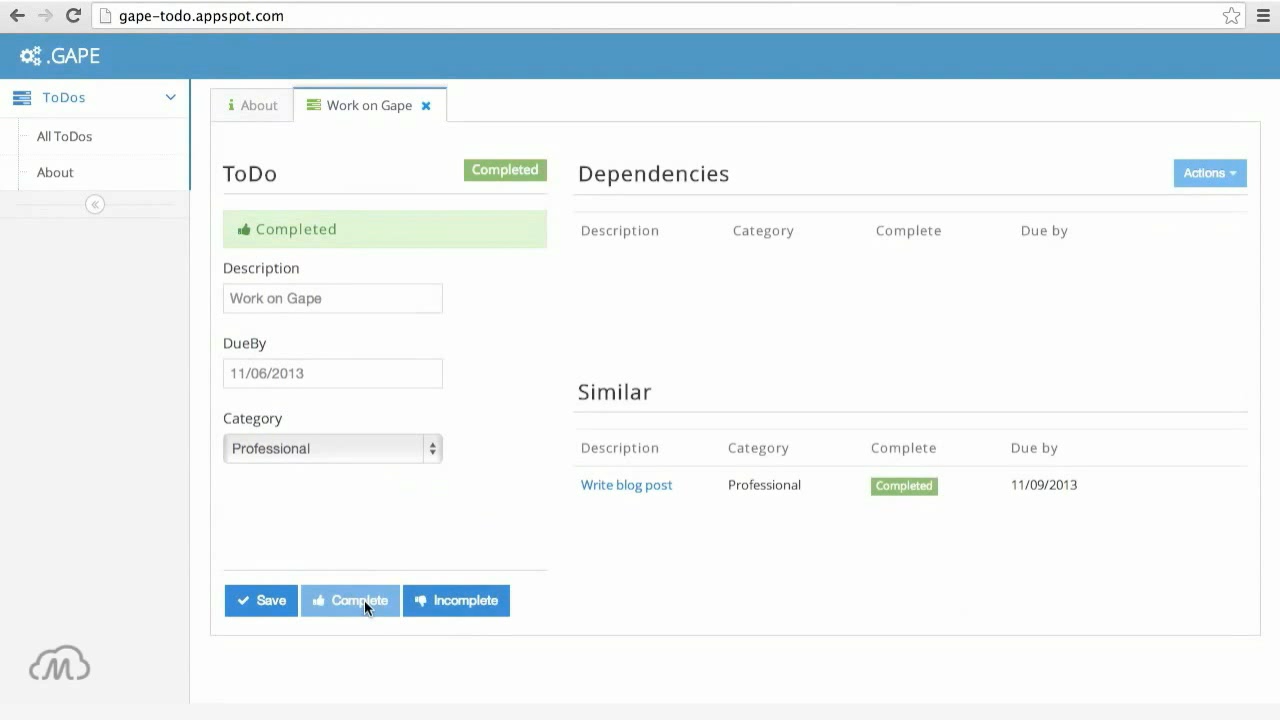 gape-todo.appspot.com
.GAPE
ToDos
All ToDos
About
About
Work on Gape
ToDo
Completed
Completed
Description
Work on Gape
DueBy
11/06/2013
Category
Professional
Save
Complete
Incomplete
Dependencies
Actions
Description Category Complete Due by
Similar
Description Category Complete Due by
Write blog post Professional Completed 11/09/2013
M